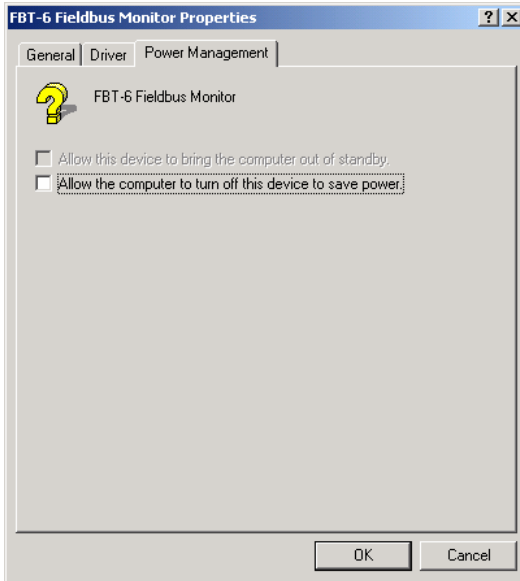 FBT-6 Fieldbus Monitor Properties
General
Driver
Power Management
FBT-6 Fieldbus Monitor
Allow this device to bring the computer out of standby.
Allow the computer to turn off this device to save power.
OK
Cancel